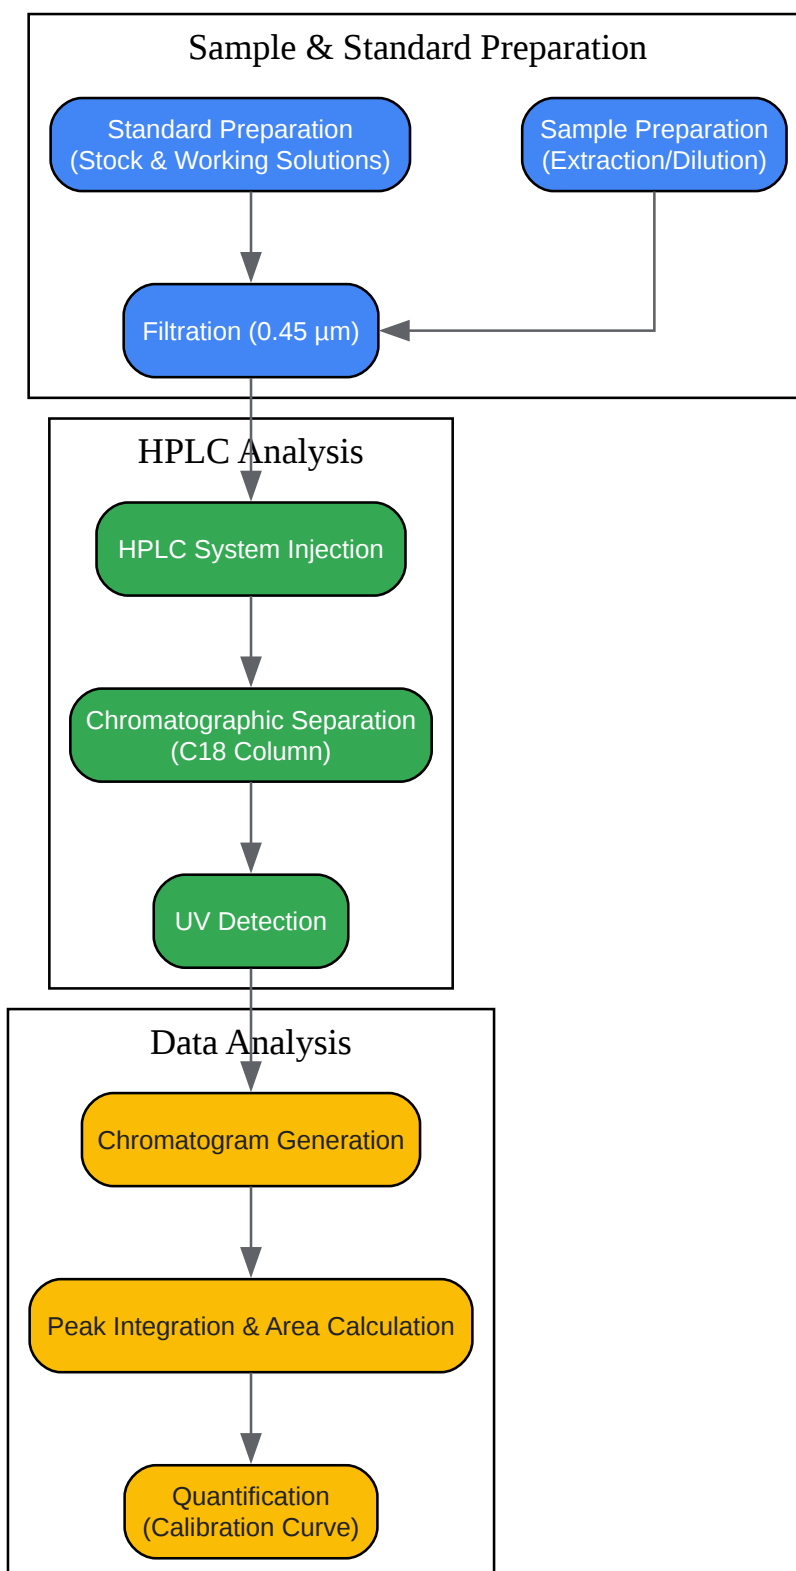 Sample & Standard Preparation
Standard Preparation
(Stock & Working Solutions)
Sample Preparation
(Extraction/Dilution)
Filtration (0.45 µm)
HPLC Analysis
HPLC System Injection
Chromatographic Separation
(C18 Column)
UV Detection
Data Analysis
Chromatogram Generation
Peak Integration & Area Calculation
Quantification
(Calibration Curve)